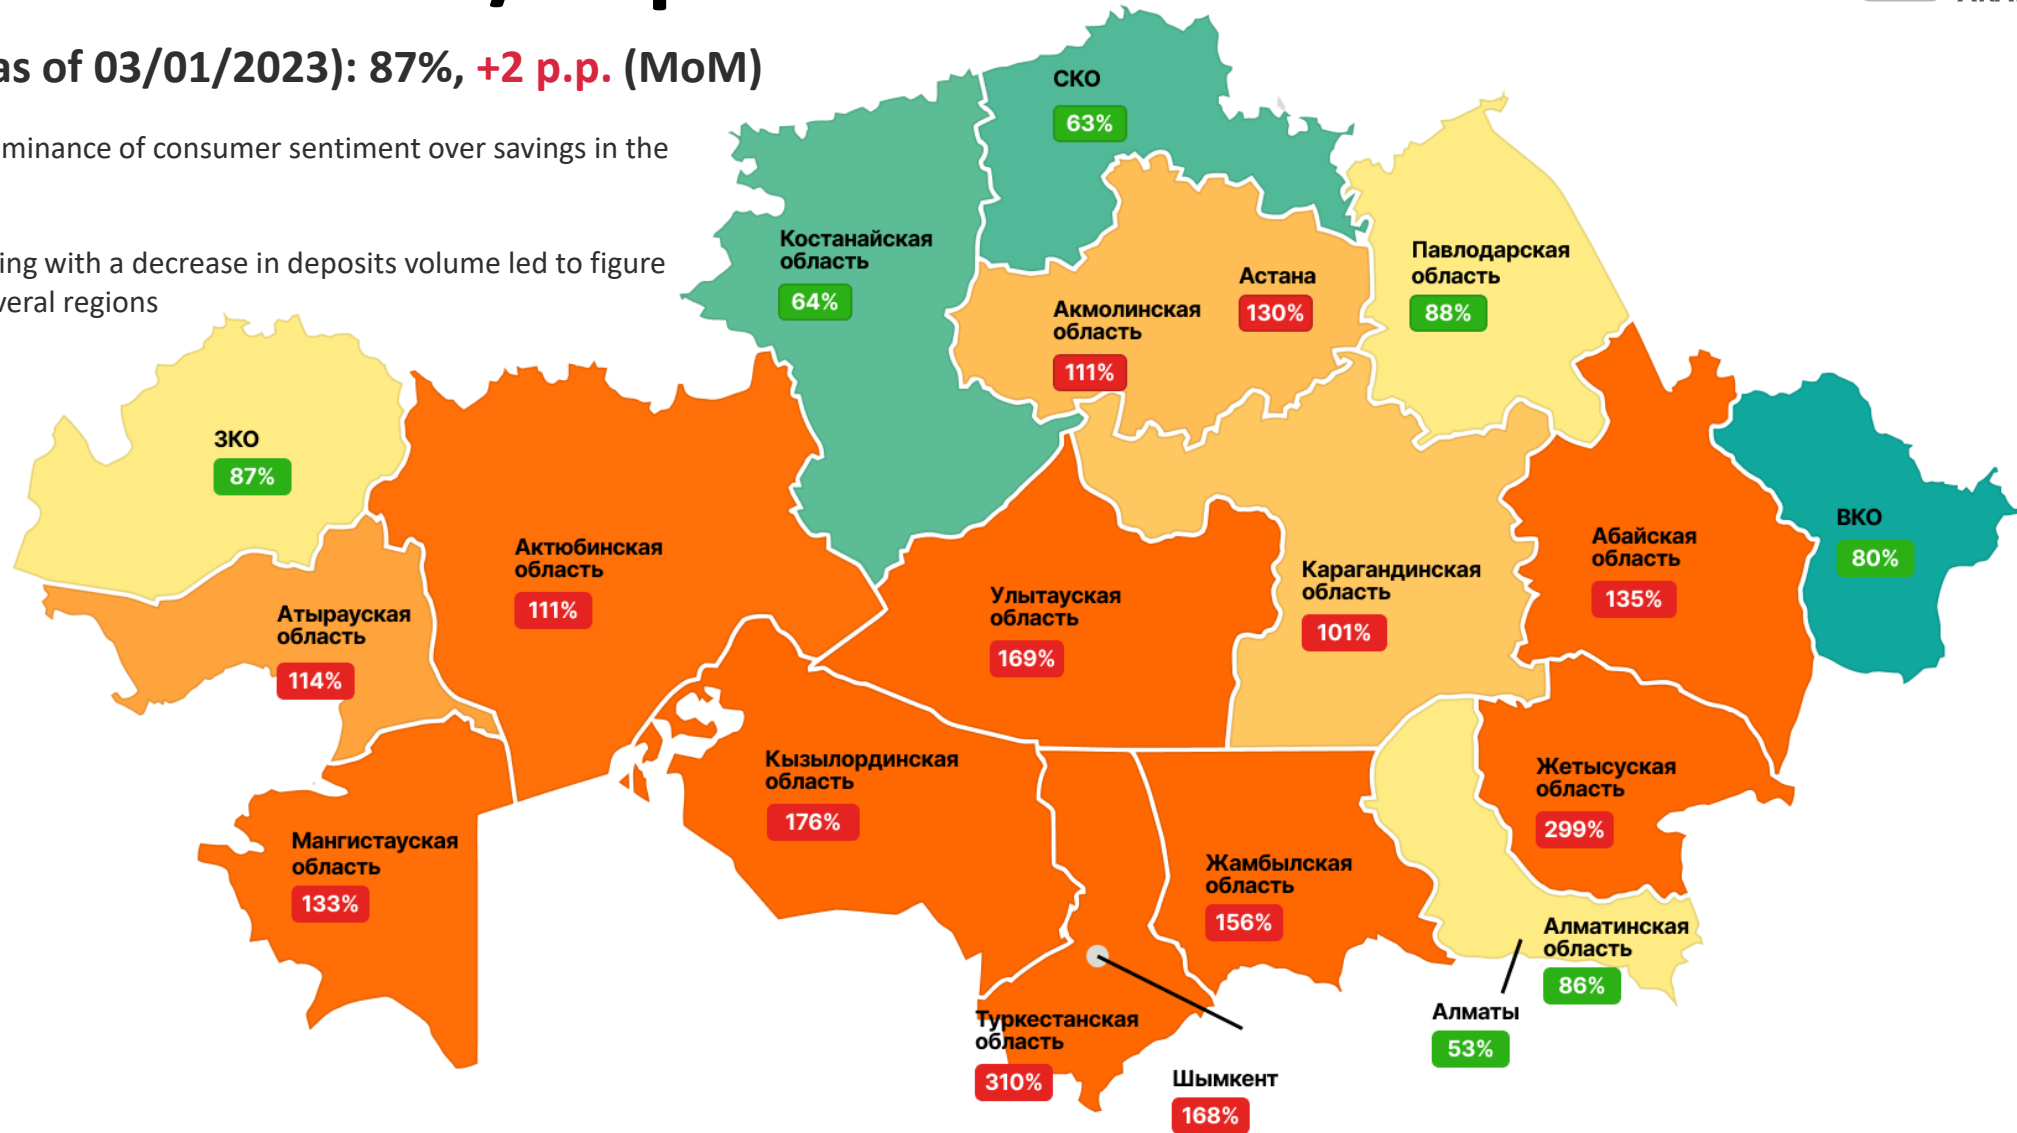 as of 03/01/2023): 87%, +2 p.p. (MoM)
minance of consumer sentiment over savings in the
ing with a decrease in deposits volume led to figure
veral regions
СКО
63%
Костанайская
область
64%
Акмолинская
область
111%
Астана
130%
Павлодарская
область
88%
ЗКО
87%
Атырауская
область
114%
Актюбинская
область
111%
Улытауская
область
169%
Карагандинская
область
101%
Абайская
область
135%
ВКО
80%
Мангистауская
область
133%
Кызылординская
область
176%
Жамбылская
область
156%
Жетысуская
область
299%
Алматинская
область
86%
Алматы
53%
Туркестанская
область
310%
Шымкент
168%